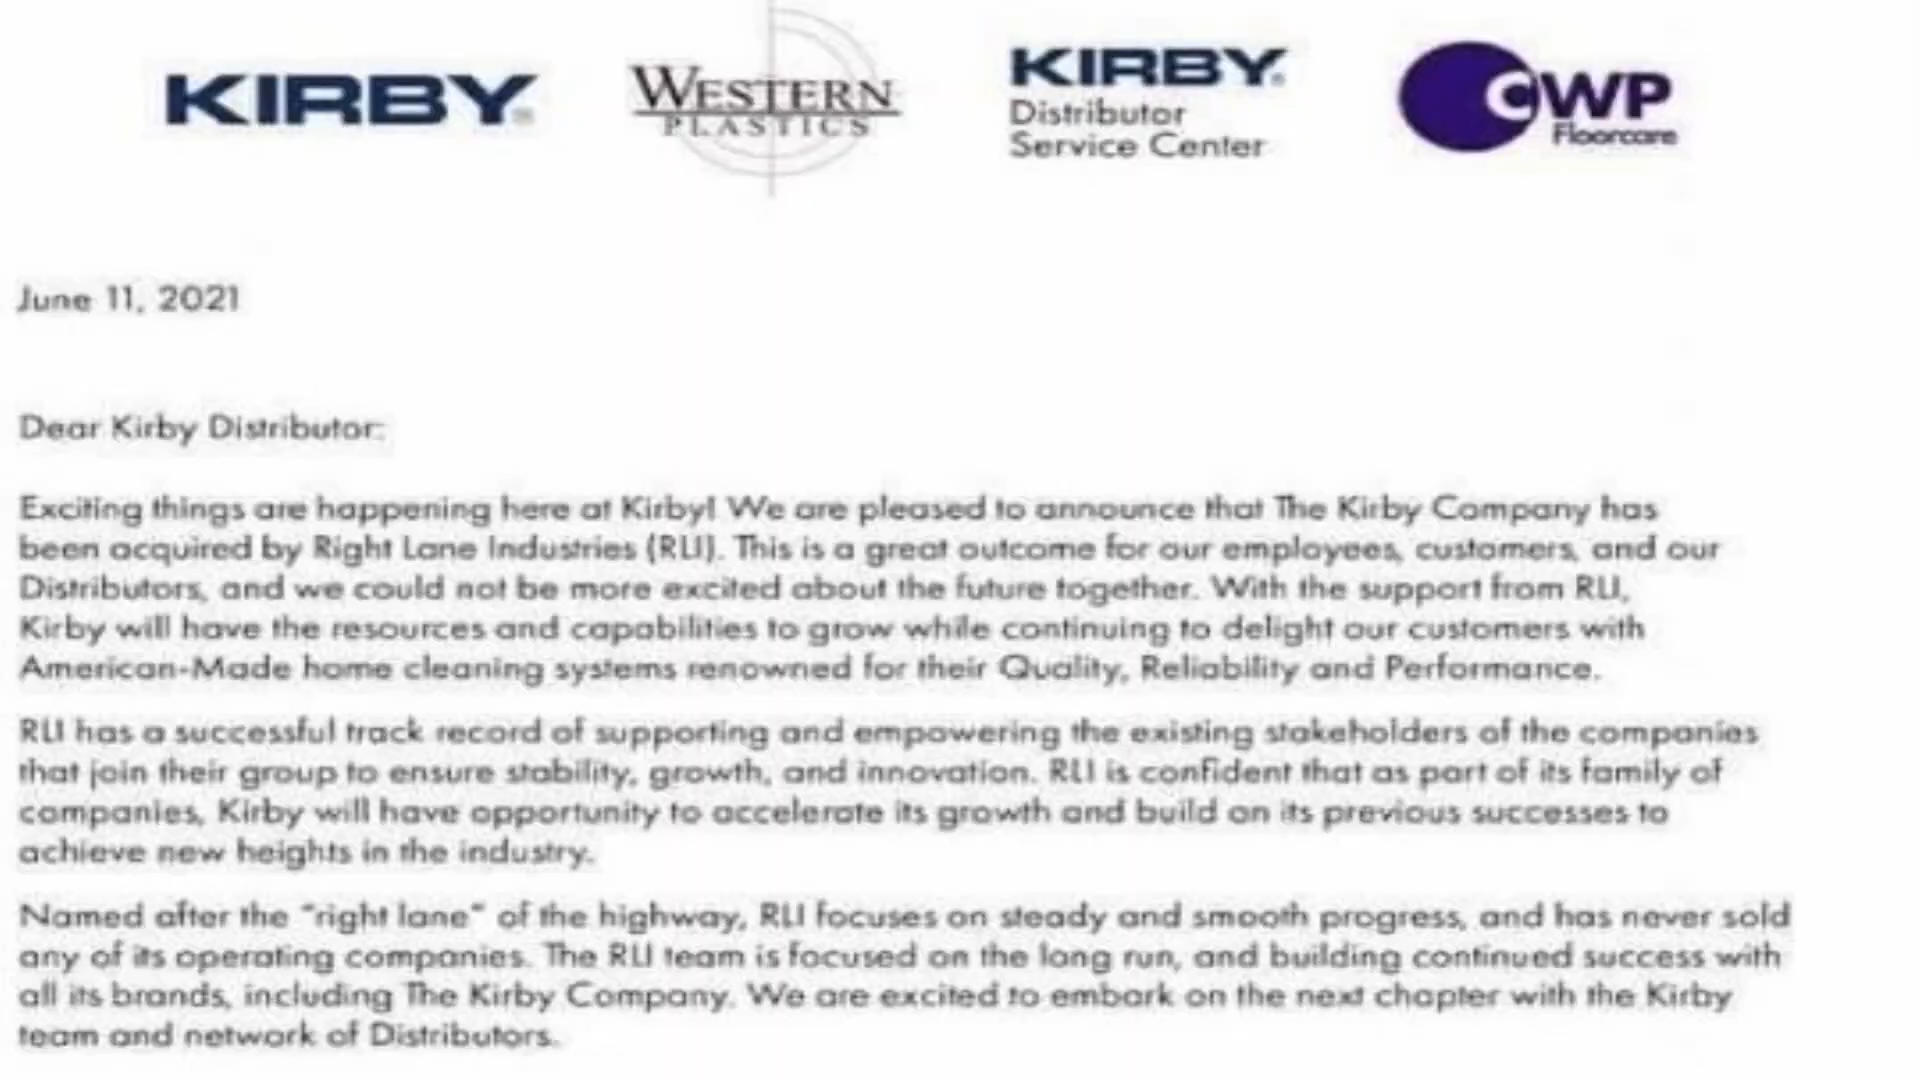 KIRBY
WESTERN
PLASTICS
KIRBY
Distributor
Service Center
CWP
Floorcare
June 11, 2021
Dear Kirby Distributor:
Exciting things are happening here at Kirby! We are pleased to announce that The Kirby Company has
been acquired by Right Lane Industries (RLI). This is a great outcome for our employees, customers, and our
Distributors, and we could not be more excited about the future together. With the support from RLI,
Kirby will have the resources and capabilities to grow while continuing to delight our customers with
American-Made home cleaning systems renowned for their Quality, Reliability and Performance.
RLI has a successful track record of supporting and empowering the existing stakeholders of the companies
that join their group to ensure stability, growth, and innovation. RLI is confident that as part of its family of
companies, Kirby will have opportunity to accelerate its growth and build on its previous successes to
achieve new heights in the industry.
Named after the "right lane" of the highway, RLI focuses on steady and smooth progress, and has never sold
any of its operating companies. The RLI team is focused on the long run, and building continued success with
all its brands, including The Kirby Company. We are excited to embark on the next chapter with the Kirby
team and network of Distributors.